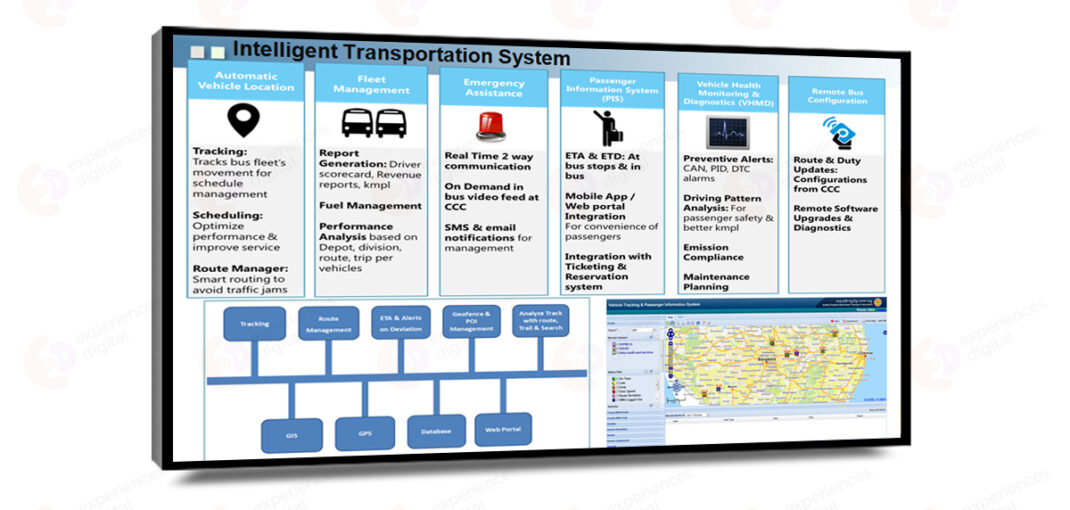 Intelligent Transportation System
Automatic
Vehicle Location
Tracking:
Tracks bus fleet's
movement for
schedule
management
Scheduling:
Optimize
performance &
improve service
Route Manager:
Smart routing to
avoid traffic jams
Fleet
Management
Report
Generation: Driver
scorecard, Revenue
reports, kmpl
Fuel Management
Performance
Analysis based on
Depot, division,
route, trip per
vehicles
Emergency
Assistance
Real Time 2 way
communication
On Demand in
bus video feed at
CCC
SMS & email
notifications for
management
Passenger
Information System
(PIS)
ETA & ETD: At
bus stops & in
bus
Mobile App /
Web portal
Integration
For convenience of
passengers
Integration with
Ticketing &
Reservation
system
Vehicle Health
Monitoring &
Diagnostics (VHMD)
Preventive Alerts:
CAN, PID, DTC
alarms
Driving Pattern
Analysis: For
passenger safety &
better kmpl
Emission
Compliance
Maintenance
Planning
Remote Bus
Configuration
Route & Duty
Updates:
Configurations
from CCC
Remote Software
Upgrades &
Diagnostics
Tracking
Route
Management
ETA & Alerts
on Deviation
Geofence &
POI
Management
Analyze Track
with route,
Trail & Search
GIS
GPS
Database
Web Portal
Vehicle Tracking & Passenger Information System
Bangalore
Chennai
experiences
digital